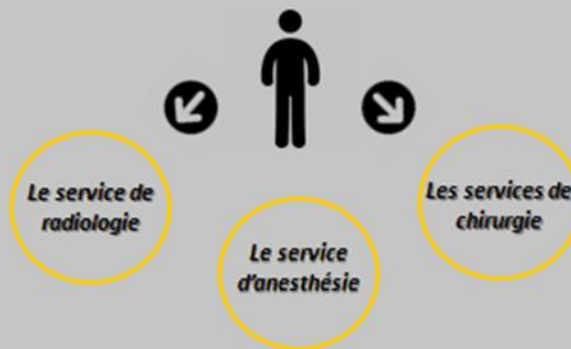 Le service de
radiologie
Le service
d'anesthésie
Les services de
chirurgie